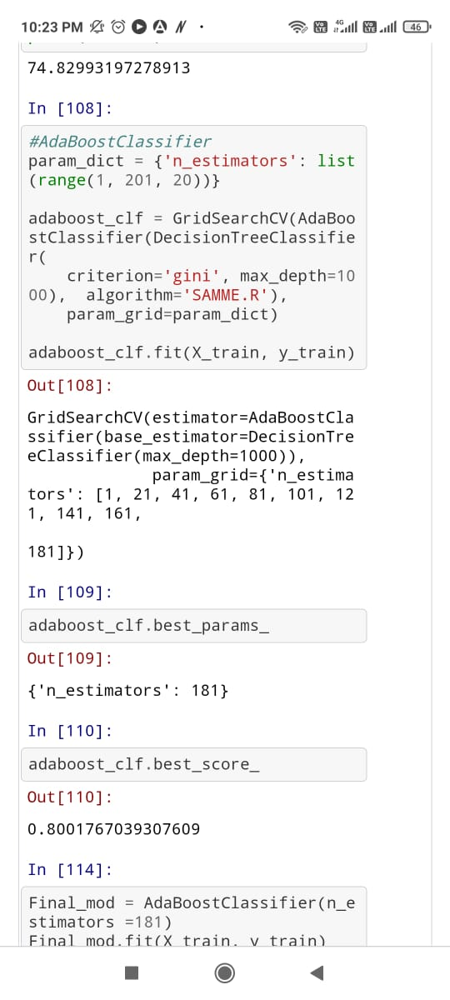 10:23 PM
4G
46
74.82993197278913
In [108]:
#AdaBoostClassifier
param_dict = {'n_estimators': list
(range(1, 201, 20))}
adaboost_clf = GridSearchCV(AdaBoo
stClassifier(DecisionTreeClassifie
r(
    criterion='gini', max_depth=10
00),  algorithm='SAMME.R'),
    param_grid=param_dict)
adaboost_clf.fit(X_train, y_train)
Out[108]:
GridSearchCV(estimator=AdaBoostCla
ssifier(base_estimator=DecisionTre
eClassifier(max_depth=1000)),
             param_grid={'n_estima
tors': [1, 21, 41, 61, 81, 101, 12
1, 141, 161,
181]})
In [109]:
adaboost_clf.best_params_
Out[109]:
{'n_estimators': 181}
In [110]:
adaboost_clf.best_score_
Out[110]:
0.8001767039307609
In [114]:
Final_mod = AdaBoostClassifier(n_e
stimators =181)
Final_mod.fit(X_train, y_train)